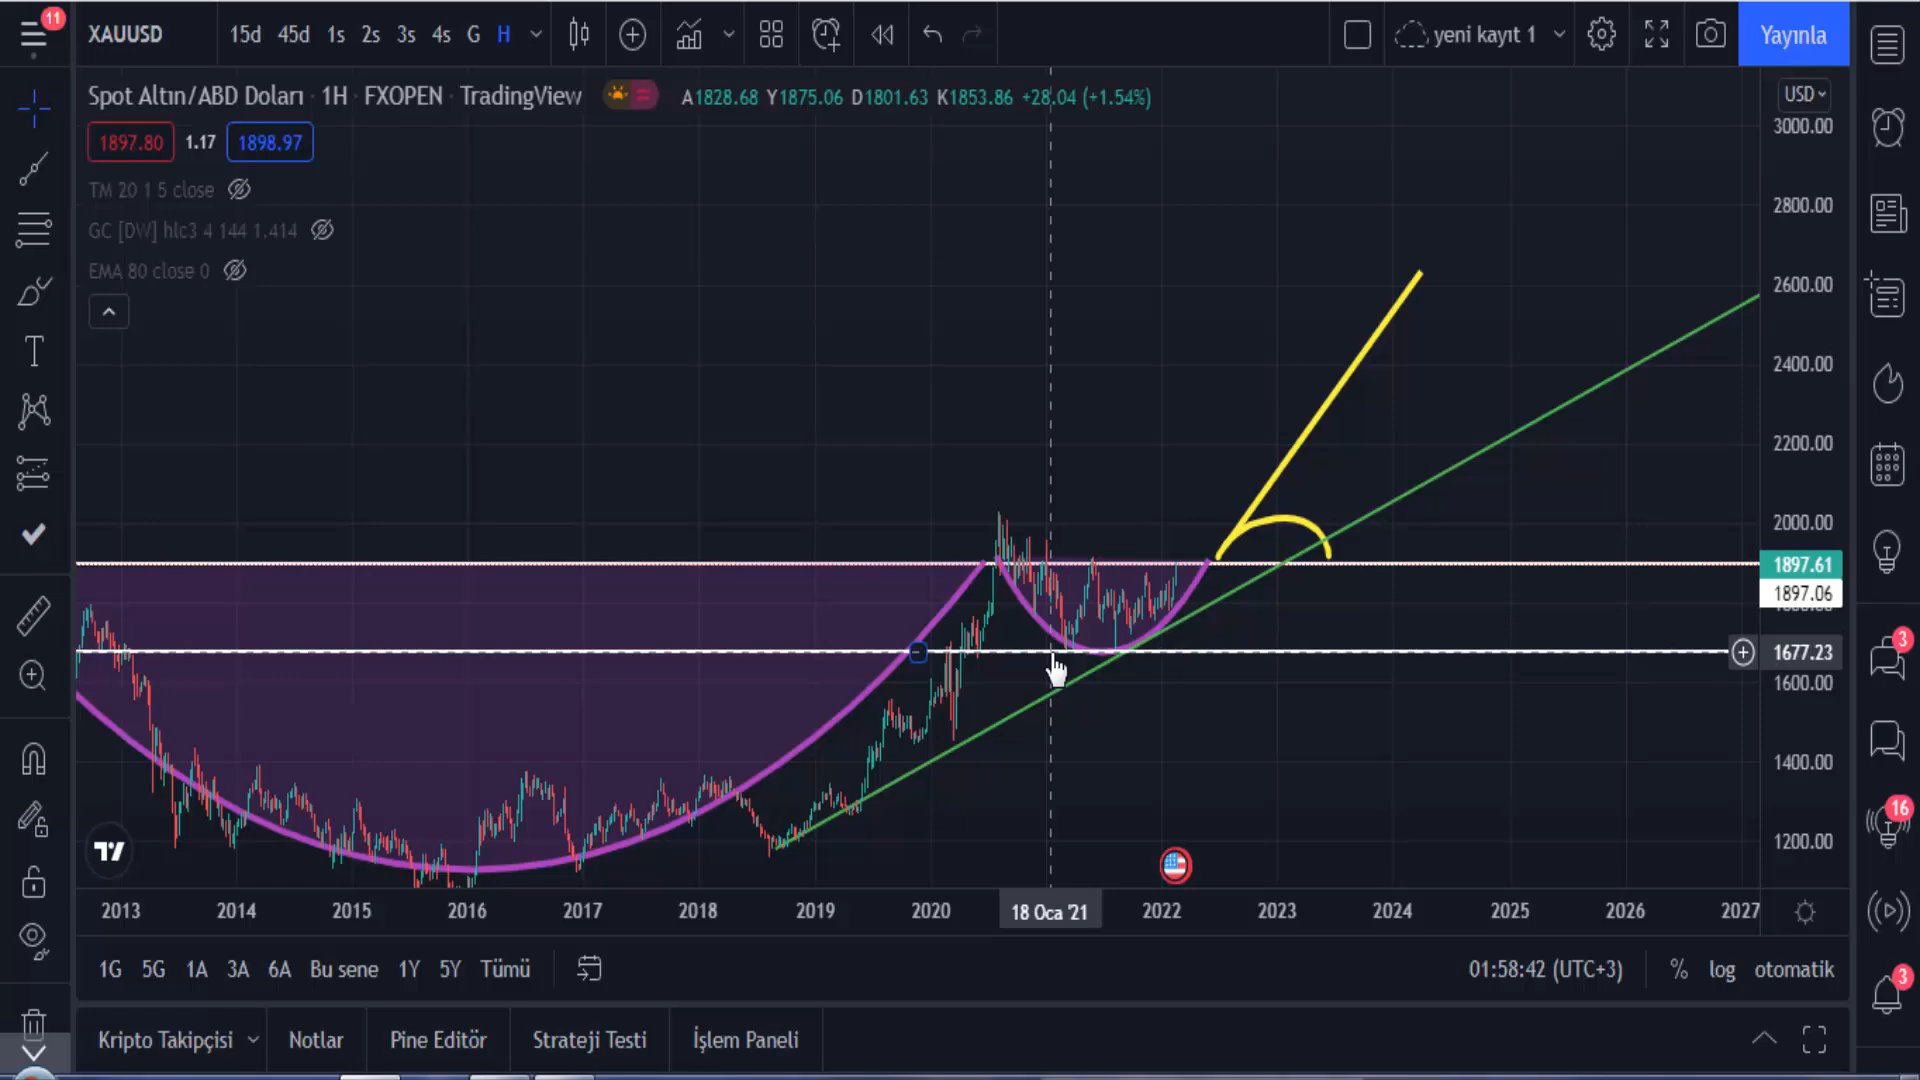 11
XAUUSD
15d 45d 1s 2s 3s 4s G H
yeni kayıt 1
Yayınla
Spot Altın/ABD Doları · 1H · FXOPEN · TradingView
A1828.68 Y1875.06 D1801.63 K1853.86 +28.04 (+1.54%)
USD
1897.80 1.17 1898.97
TM 20 1 5 close
GC [DW] hlc3 4 144 1.414
EMA 80 close 0
3000.00
2800.00
2600.00
2400.00
2200.00
2000.00
1897.61
1897.06
1677.23
1600.00
1400.00
1200.00
3
16
3
2013 2014 2015 2016 2017 2018 2019 2020 18 Oca '21 2022 2023 2024 2025 2026 2027
1G 5G 1A 3A 6A Bu sene 1Y 5Y Tümü
01:58:42 (UTC+3) % log otomatik
Kripto Takipçisi Notlar Pine Editör Strateji Testi İşlem Paneli